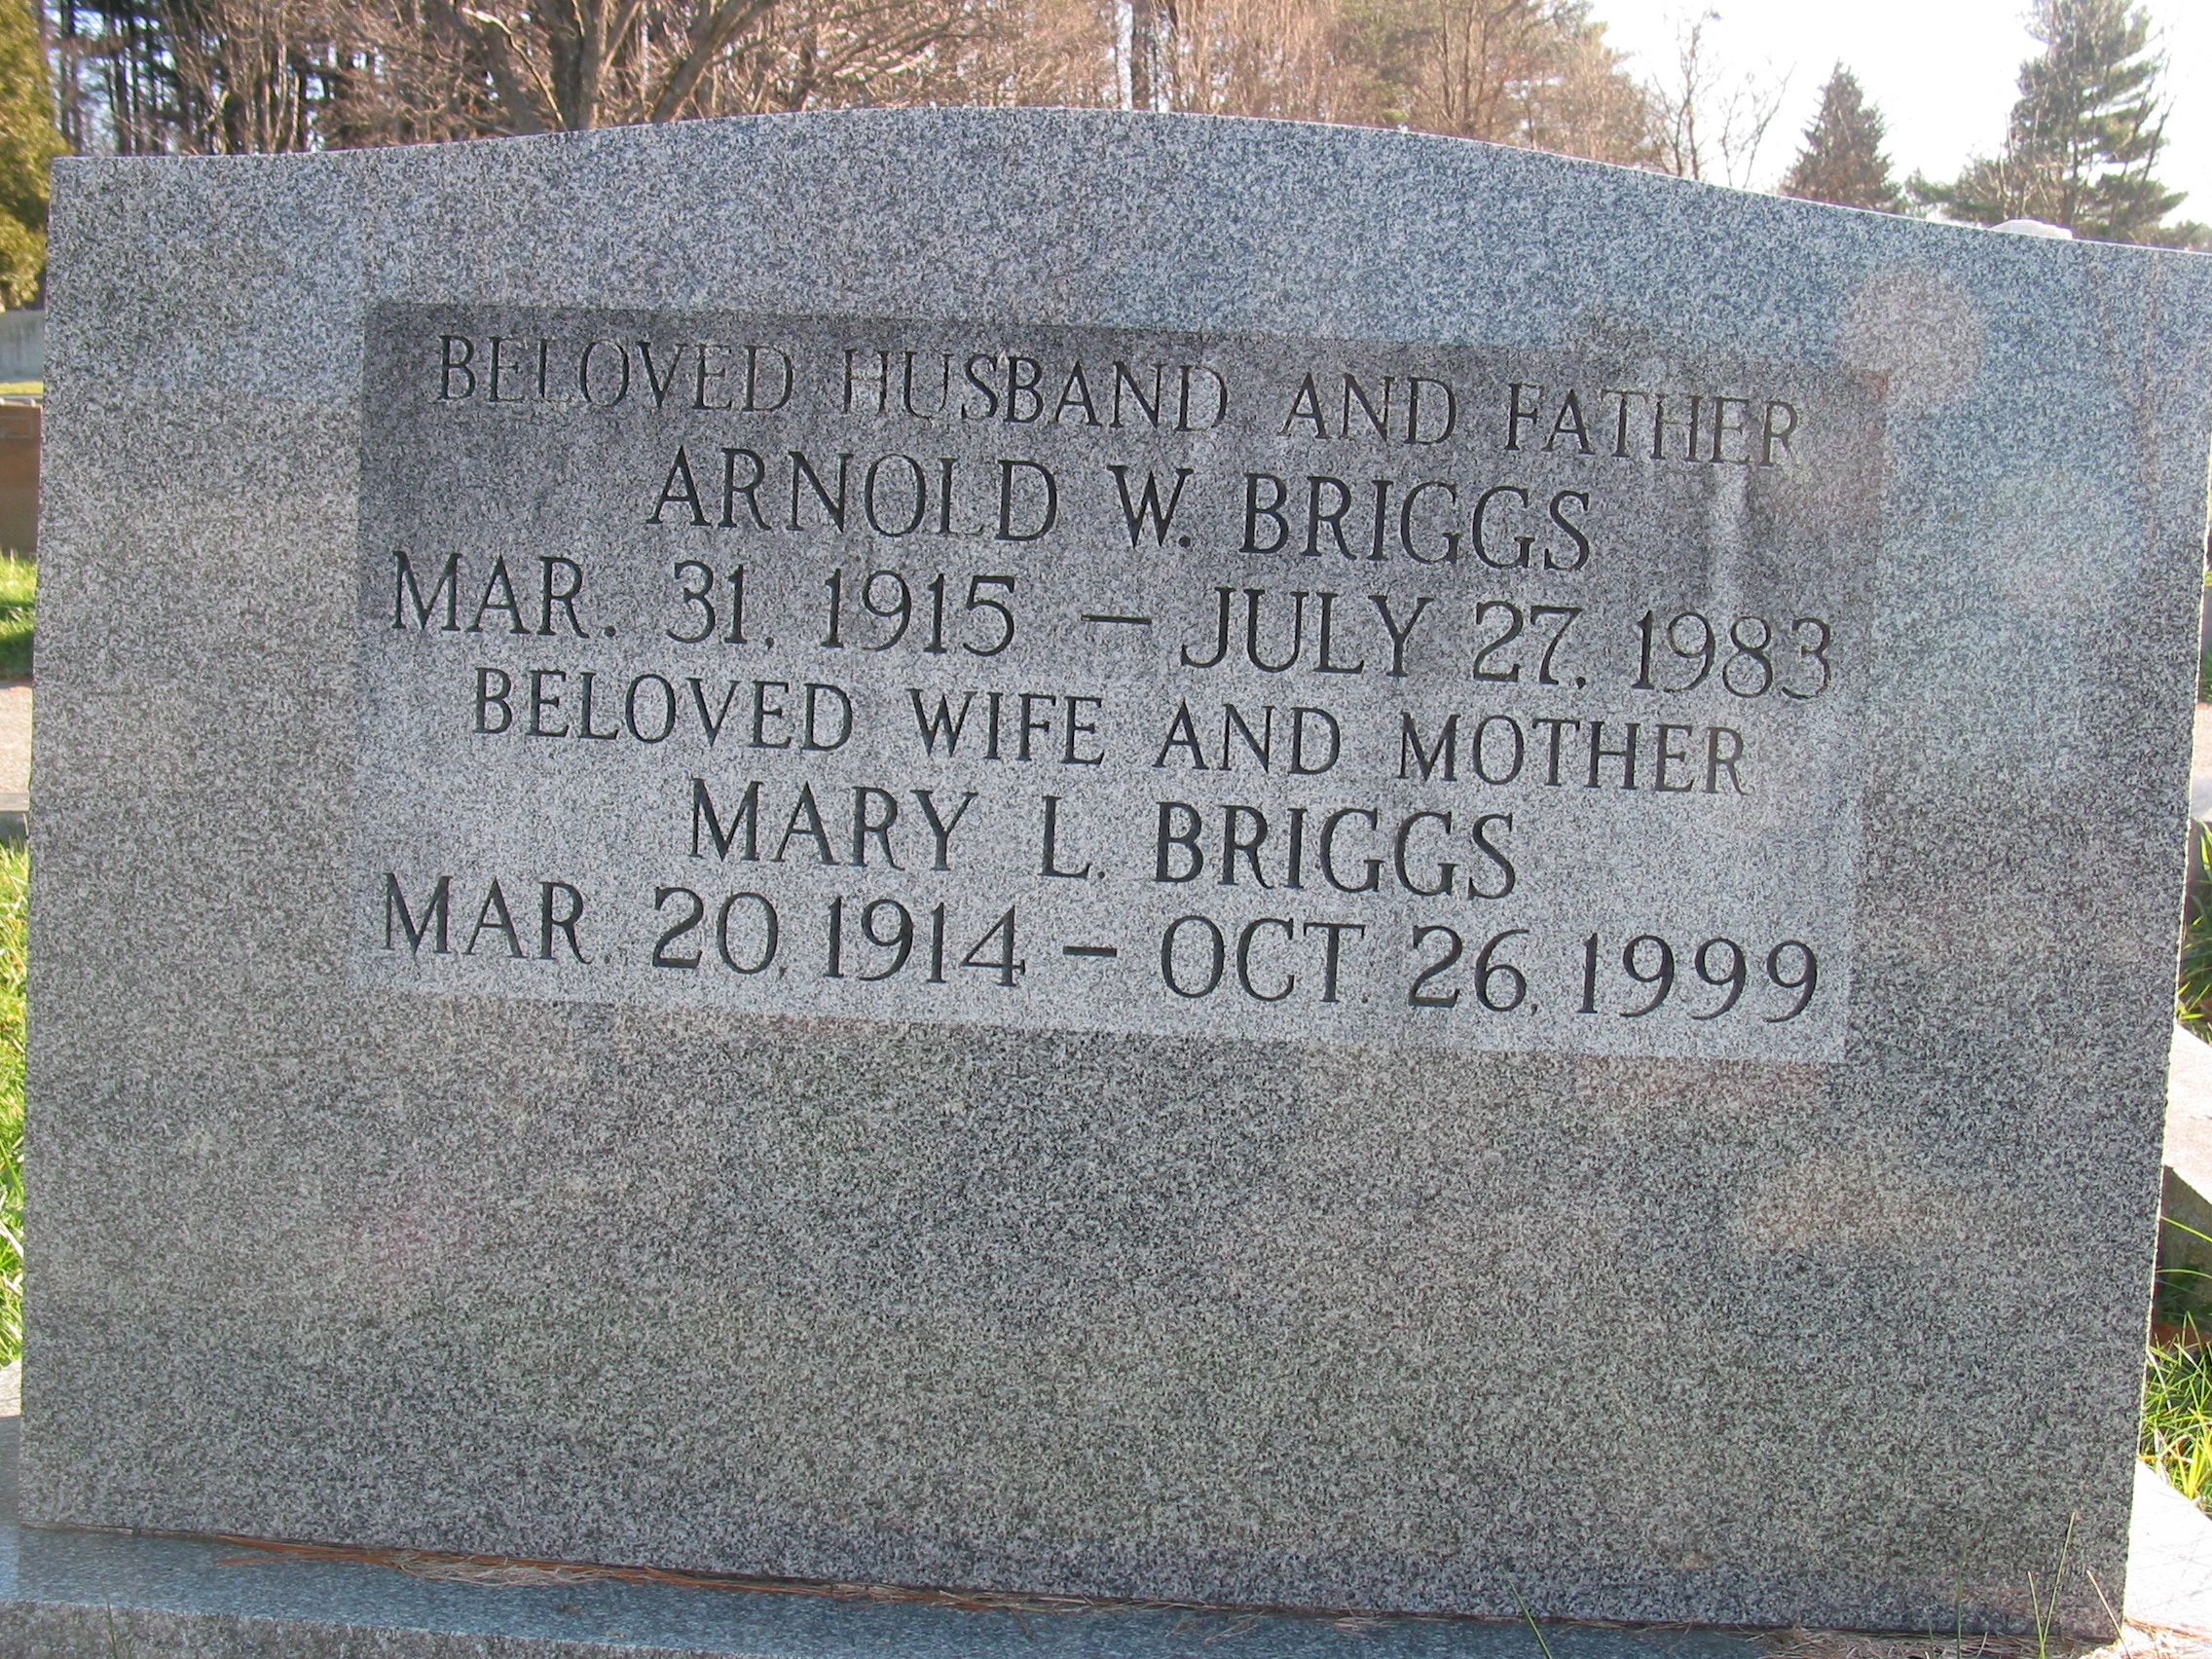 BELOVED HUSBAND AND FATHER
ARNOLD W. BRIGGS
MAR. 31, 1915 – JULY 27, 1983
BELOVED WIFE AND MOTHER
MARY L. BRIGGS
MAR. 20, 1914 – OCT. 26, 1999